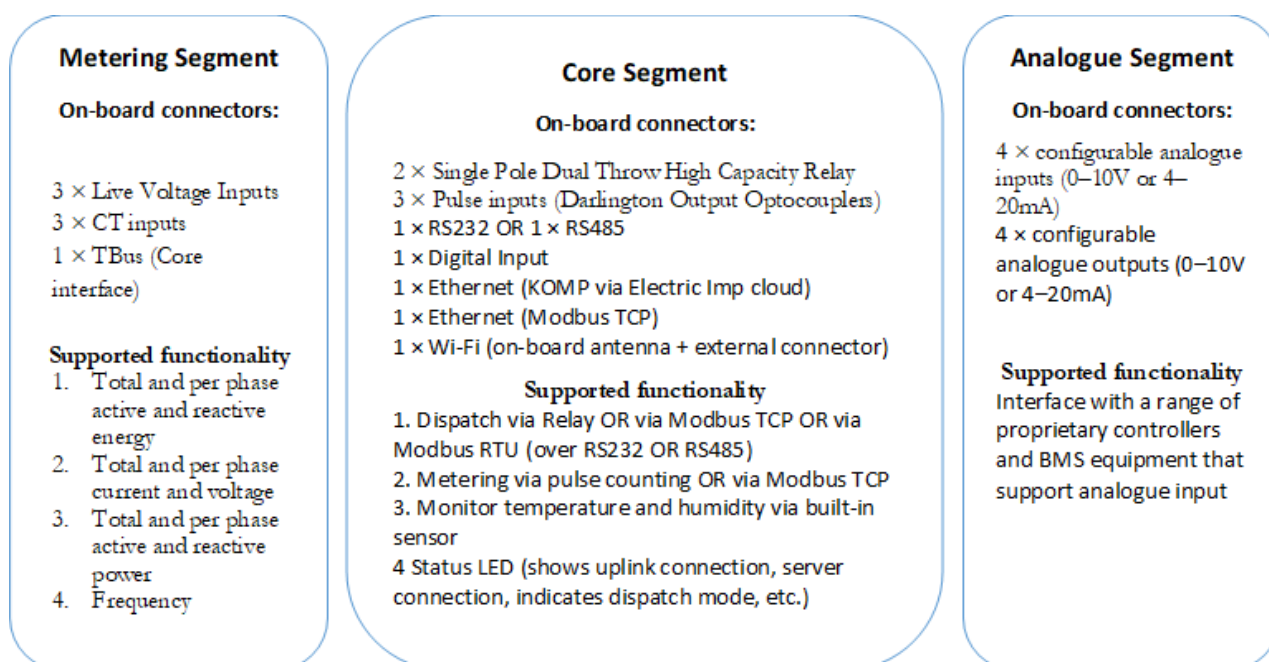 Metering Segment
On-board connectors:
3 × Live Voltage Inputs
3 × CT inputs
1 × TBus (Core
interface)
Supported functionality
1. Total and per phase
active and reactive
energy
2. Total and per phase
current and voltage
3. Total and per phase
active and reactive
power
4. Frequency
Core Segment
On-board connectors:
2 × Single Pole Dual Throw High Capacity Relay
3 × Pulse inputs (Darlington Output Optocouplers)
1 × RS232 OR 1 × RS485
1 × Digital Input
1 × Ethernet (KOMP via Electric Imp cloud)
1 × Ethernet (Modbus TCP)
1 × Wi-Fi (on-board antenna + external connector)
Supported functionality
1. Dispatch via Relay OR via Modbus TCP OR via
Modbus RTU (over RS232 OR RS485)
2. Metering via pulse counting OR via Modbus TCP
3. Monitor temperature and humidity via built-in
sensor
4 Status LED (shows uplink connection, server
connection, indicates dispatch mode, etc.)
Analogue Segment
On-board connectors:
4 × configurable analogue
inputs (0–10V or 4–
20mA)
4 × configurable
analogue outputs (0–10V
or 4–20mA)
Supported functionality
Interface with a range of
proprietary controllers
and BMS equipment that
support analogue input